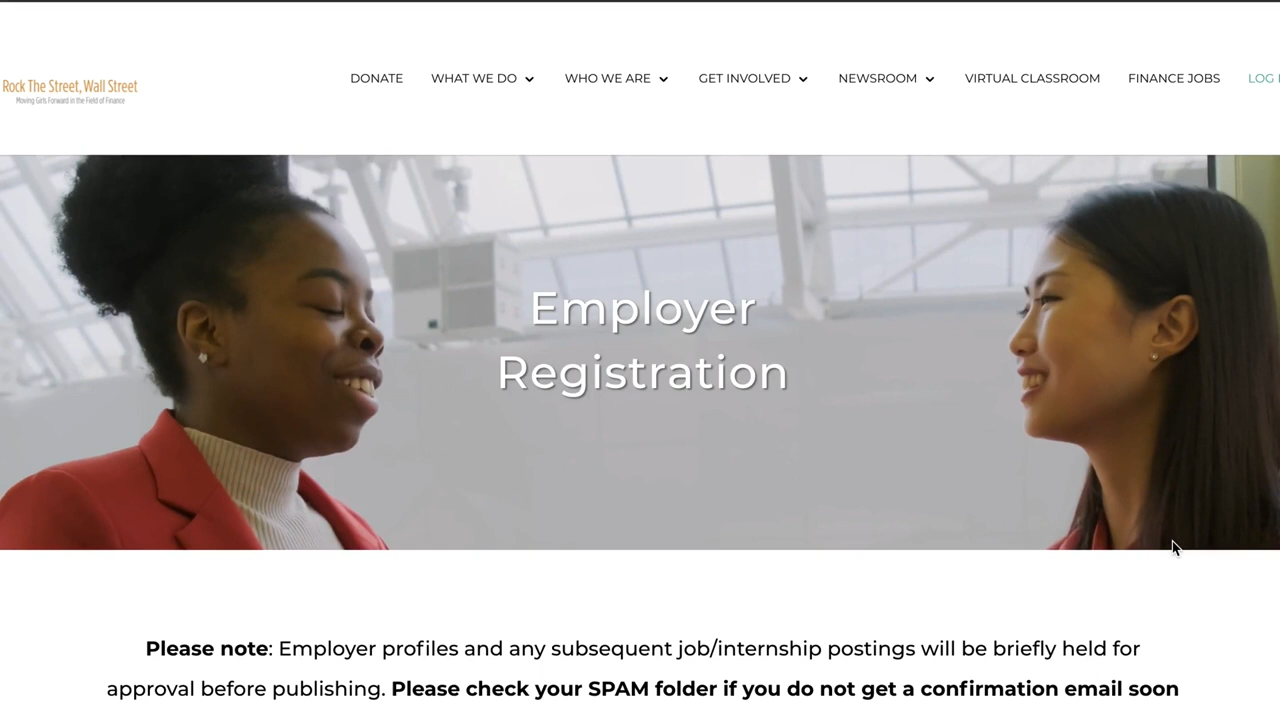 Rock The Street, Wall Street
Moving Girls Forward in the Field of Finance
DONATE WHAT WE DO WHO WE ARE GET INVOLVED NEWSROOM VIRTUAL CLASSROOM FINANCE JOBS LOG
Employer
Registration
Please note: Employer profiles and any subsequent job/internship postings will be briefly held for
approval before publishing. Please check your SPAM folder if you do not get a confirmation email soon